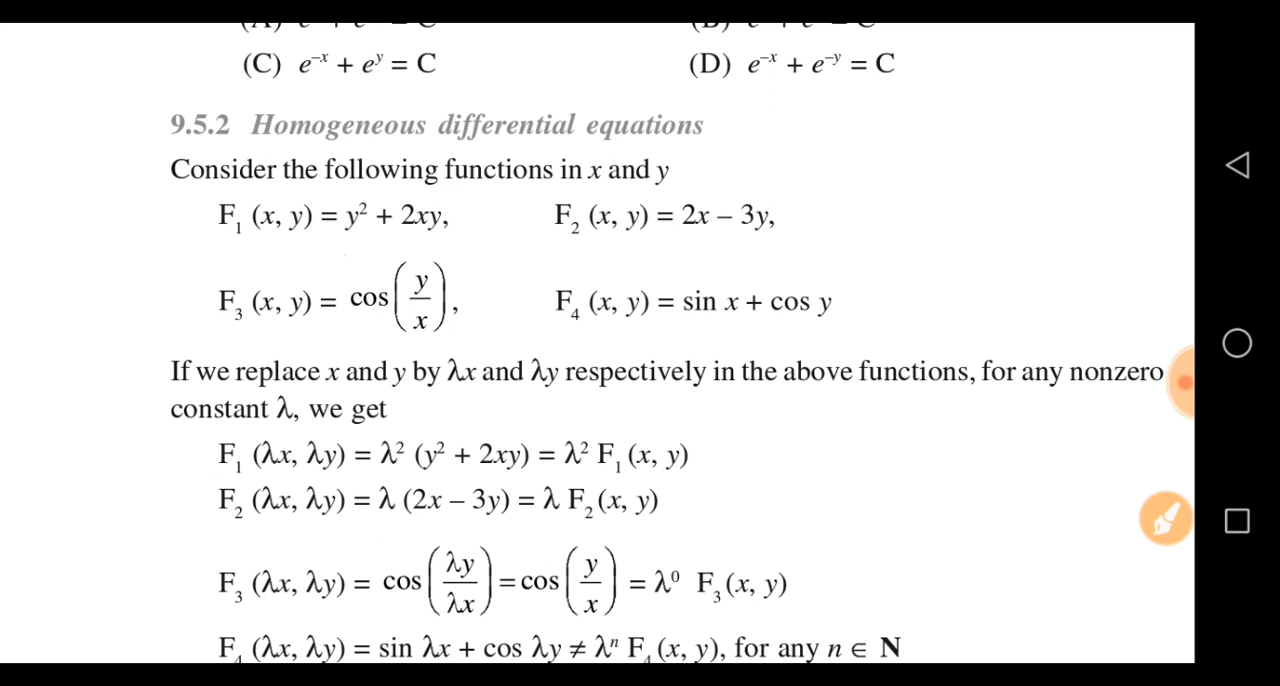 (C) e⁻ˣ + eʸ = C (D) e⁻ˣ + e⁻ʸ = C
9.5.2 Homogeneous differential equations
Consider the following functions in x and y
F₁ (x, y) = y² + 2xy, F₂ (x, y) = 2x – 3y,
F₃ (x, y) = cos(y/x), F₄ (x, y) = sin x + cos y
If we replace x and y by λx and λy respectively in the above functions, for any nonzero
constant λ, we get
F₁ (λx, λy) = λ² (y² + 2xy) = λ² F₁ (x, y)
F₂ (λx, λy) = λ (2x – 3y) = λ F₂ (x, y)
F₃ (λx, λy) = cos(λy/λx) = cos(y/x) = λ⁰ F₃ (x, y)
F₄ (λx, λy) = sin λx + cos λy ≠ λⁿ F₄ (x, y), for any n ∈ N